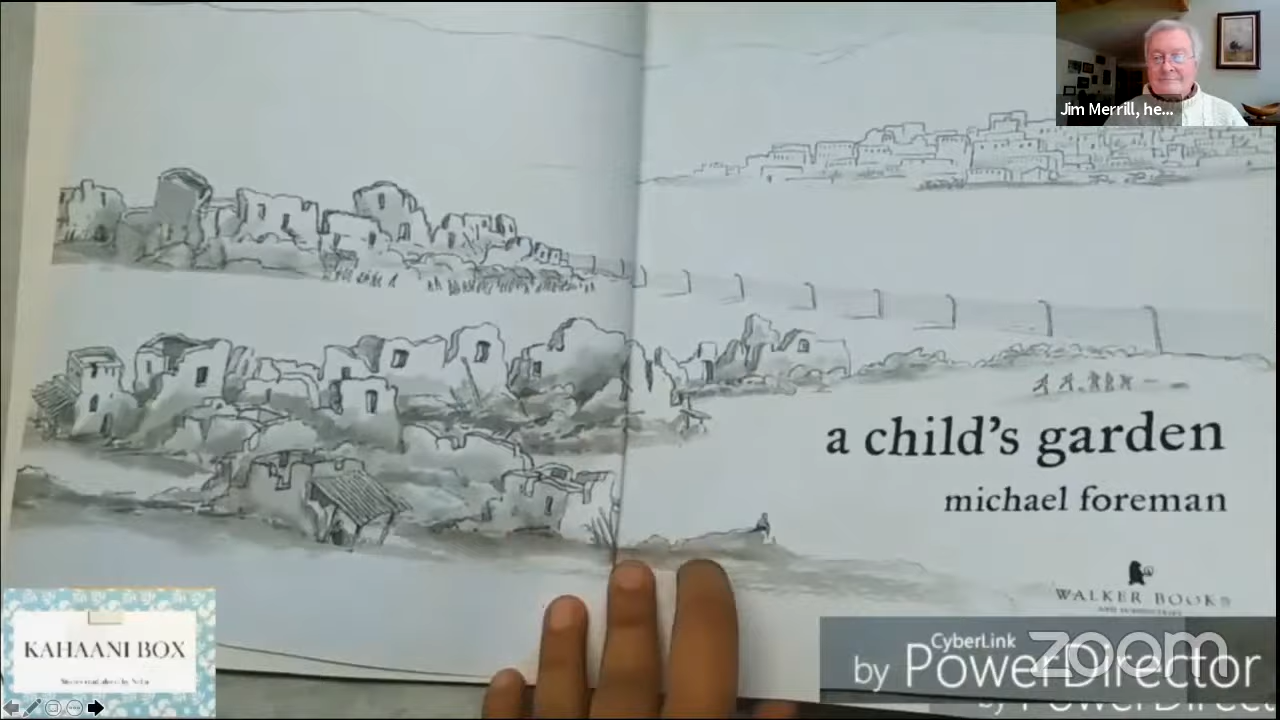 Jim Merrill, he...
a child's garden
michael foreman
WALKER BOOKS
KAHAANI BOX
CyberLink
by PowerDirector
zoom